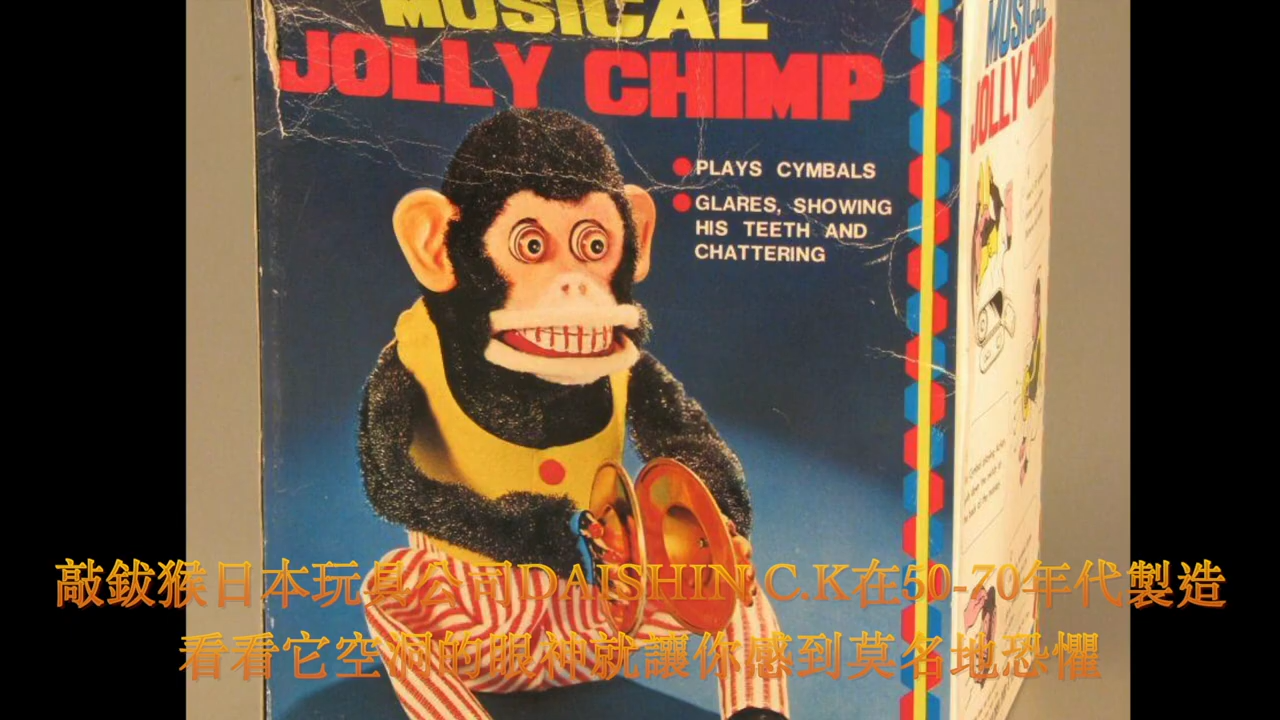 MUSICAL
JOLLY CHIMP
PLAYS CYMBALS
GLARES, SHOWING
HIS TEETH AND
CHATTERING
MUSICAL
JOLLY CHIMP
敲鈸猴日本玩具公司DAISHIN C.K在50-70年代製造
看看它空洞的眼神就讓你感到莫名地恐懼